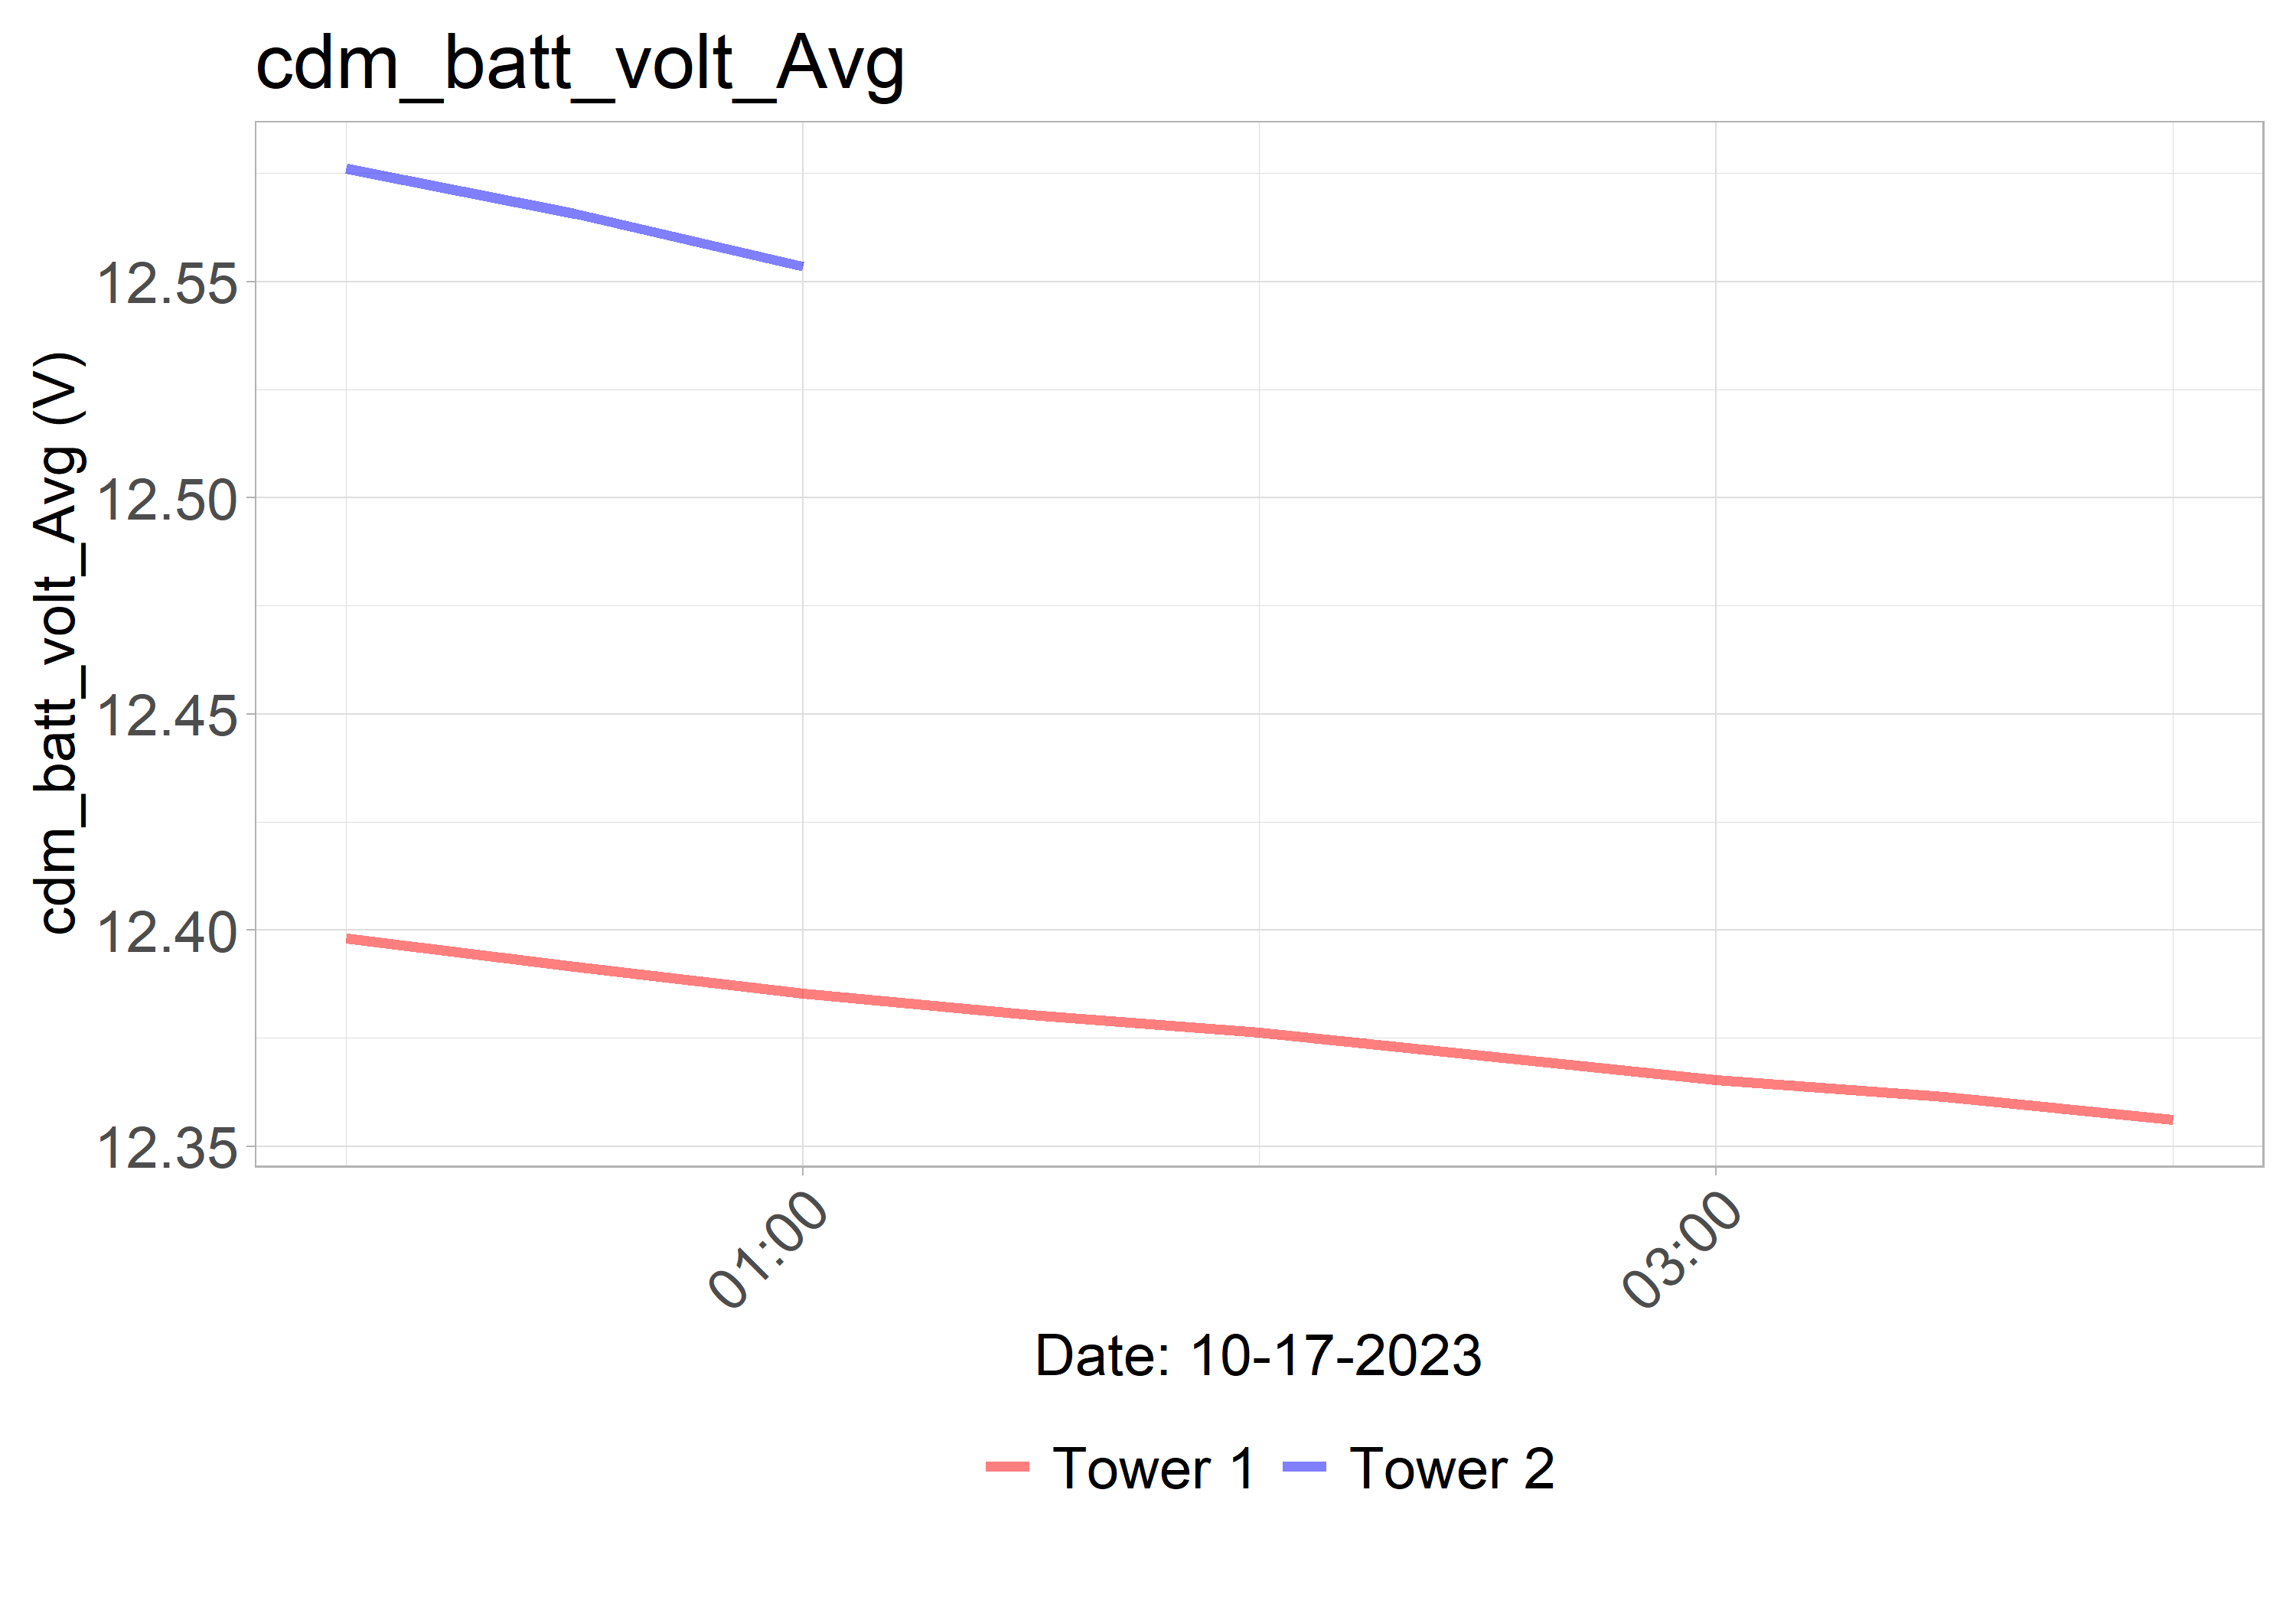 cdm_batt_volt_Avg
cdm_batt_volt_Avg (V)
12.55
12.50
12.45
12.40
12.35
01:00
03:00
Date: 10-17-2023
Tower 1
Tower 2